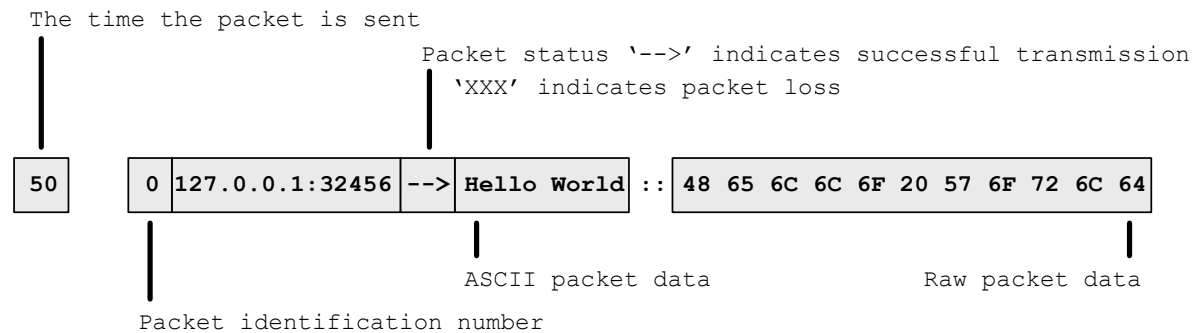 The time the packet is sent
Packet status ‘-->’ indicates successful transmission
‘XXX’ indicates packet loss
50 0 127.0.0.1:32456 --> Hello World :: 48 65 6C 6C 6F 20 57 6F 72 6C 64
ASCII packet data Raw packet data
Packet identification number